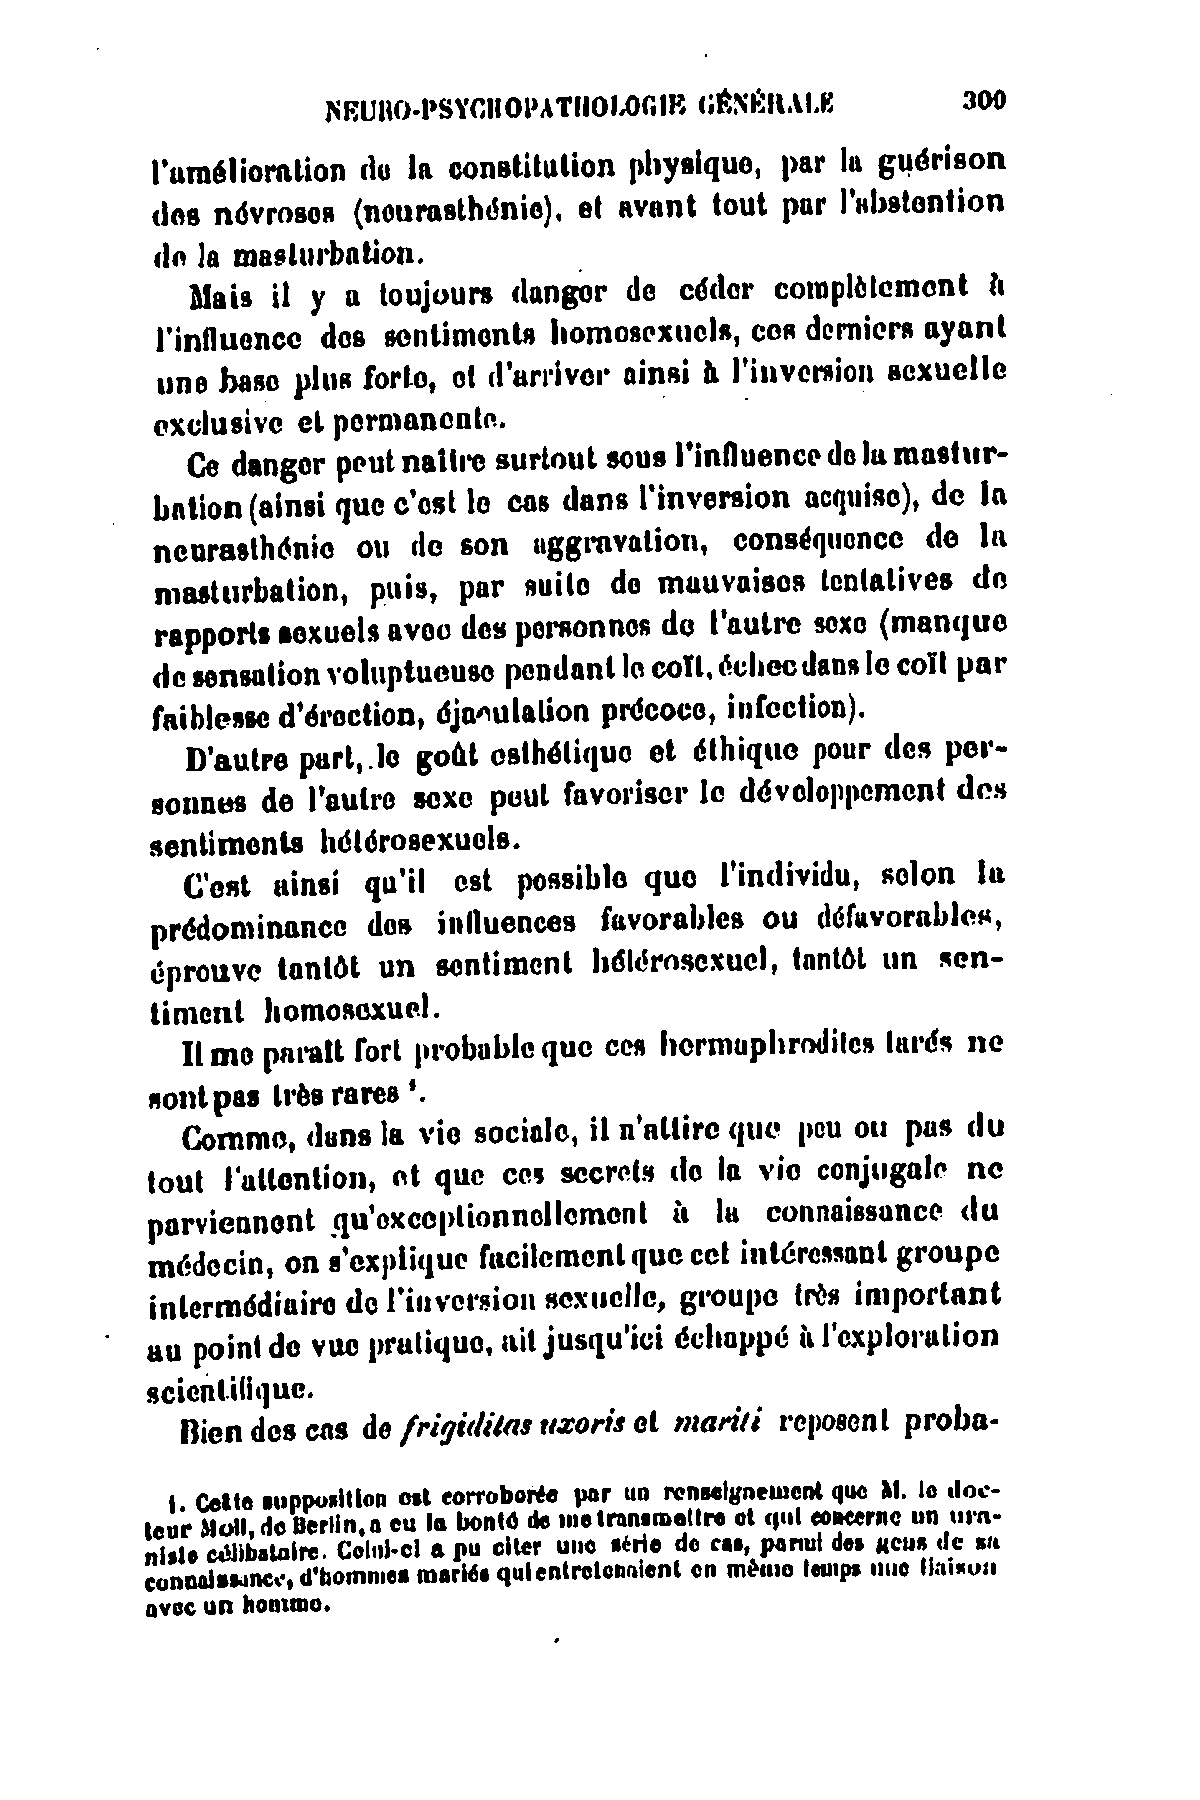 NEURO-PSYCHOPATHOLOGIE GÉNÉRALE 309
l'amélioration de la constitution physique, par la guérison
des névroses (neurasthénie), et avant tout par l'abstention
de la masturbation.
Mais il y a toujours danger de céder complètement à
l'influence des sentiments homosexuels, ces derniers ayant
une base plus forte, et d'arriver ainsi à l'inversion sexuelle
exclusive et permanente.
Ce danger peut naître surtout sous l'influence de la mastur-
bation (ainsi que c'est le cas dans l'inversion acquise), de la
neurasthénie ou de son aggravation, conséquence de la
masturbation, puis, par suite de mauvaises tentatives de
rapports sexuels avec des personnes de l'autre sexe (manque
de sensation voluptueuse pendant le coït, échec dans le coït par
faiblesse d'érection, éjaculation précoce, infection).
D'autre part, le goût esthétique et éthique pour des per-
sonnes de l'autre sexe peut favoriser le développement des
sentiments hétérosexuels.
C'est ainsi qu'il est possible que l'individu, selon la
prédominance des influences favorables ou défavorables,
éprouve tantôt un sentiment hétérosexuel, tantôt un sen-
timent homosexuel.
Il me paraît fort probable que ces hermaphrodites tarés ne
sont pas très rares ¹.
Comme, dans la vie sociale, il n'attire que peu ou pas du
tout l'attention, et que ces secrets de la vie conjugale ne
parviennent qu'exceptionnellement à la connaissance du
médecin, on s'explique facilement que cet intéressant groupe
intermédiaire de l'inversion sexuelle, groupe très important
au point de vue pratique, ait jusqu'ici échappé à l'exploration
scientifique.
Bien des cas de frigiditas uxoris et mariti reposent proba-
1. Cette supposition est corroborée par un renseignement que M. le doc-
teur Moll, de Berlin, a eu la bonté de me transmettre et qui concerne un ura-
niste célibataire. Celui-ci a pu citer une série de cas, parmi des gens de sa
connaissance, d'hommes mariés qui entretenaient en même temps une liaison
avec un homme.